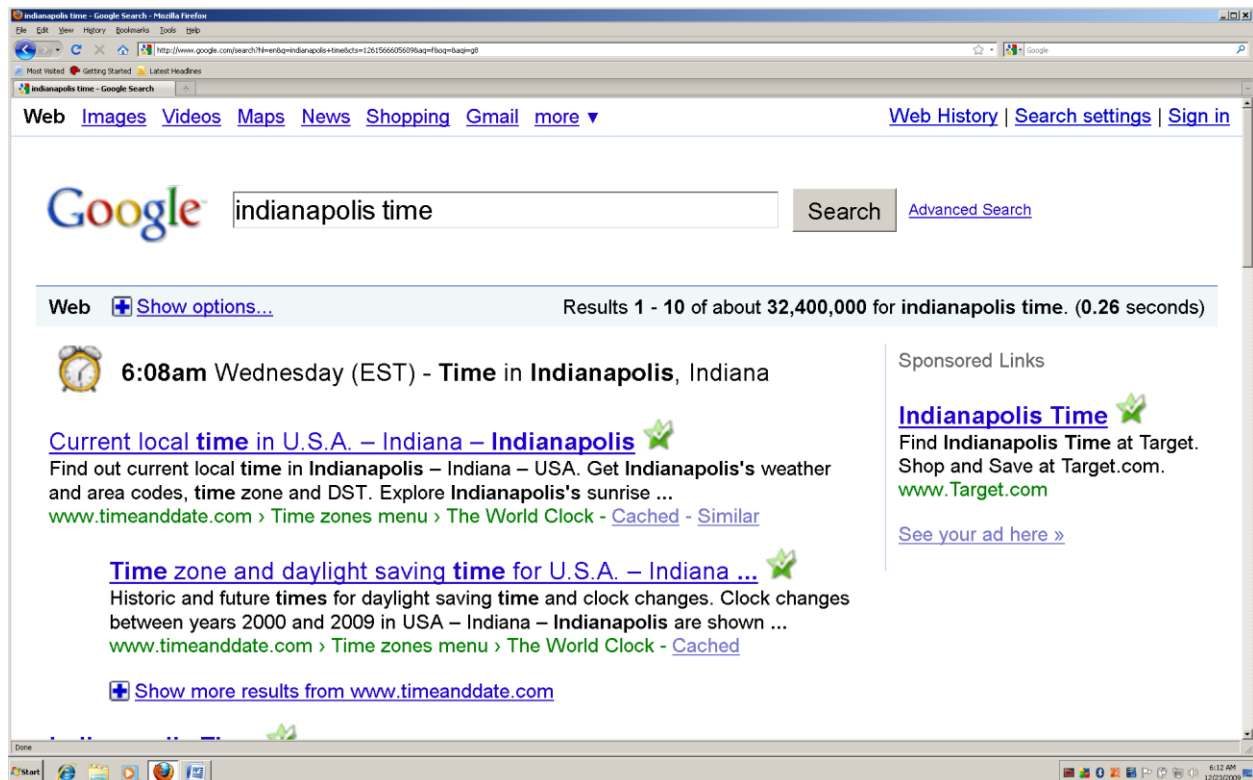 indianapolis time - Google Search - Mozilla Firefox
File Edit View History Bookmarks Tools Help
Google
Most Visited Getting Started Latest Headlines
indianapolis time - Google Search
Web Images Videos Maps News Shopping Gmail more ▼ Web History | Search settings | Sign in
Google indianapolis time Search Advanced Search
Web Show options... Results 1 - 10 of about 32,400,000 for indianapolis time. (0.26 seconds)
6:08am Wednesday (EST) - Time in Indianapolis, Indiana
Current local time in U.S.A. – Indiana – Indianapolis
Find out current local time in Indianapolis – Indiana – USA. Get Indianapolis's weather
and area codes, time zone and DST. Explore Indianapolis's sunrise ...
www.timeanddate.com › Time zones menu › The World Clock - Cached - Similar
Time zone and daylight saving time for U.S.A. – Indiana ...
Historic and future times for daylight saving time and clock changes. Clock changes
between years 2000 and 2009 in USA – Indiana – Indianapolis are shown ...
www.timeanddate.com › Time zones menu › The World Clock - Cached
Show more results from www.timeanddate.com
Sponsored Links
Indianapolis Time
Find Indianapolis Time at Target.
Shop and Save at Target.com.
www.Target.com
See your ad here »
Done
Start 6:12 AM
12/23/2009